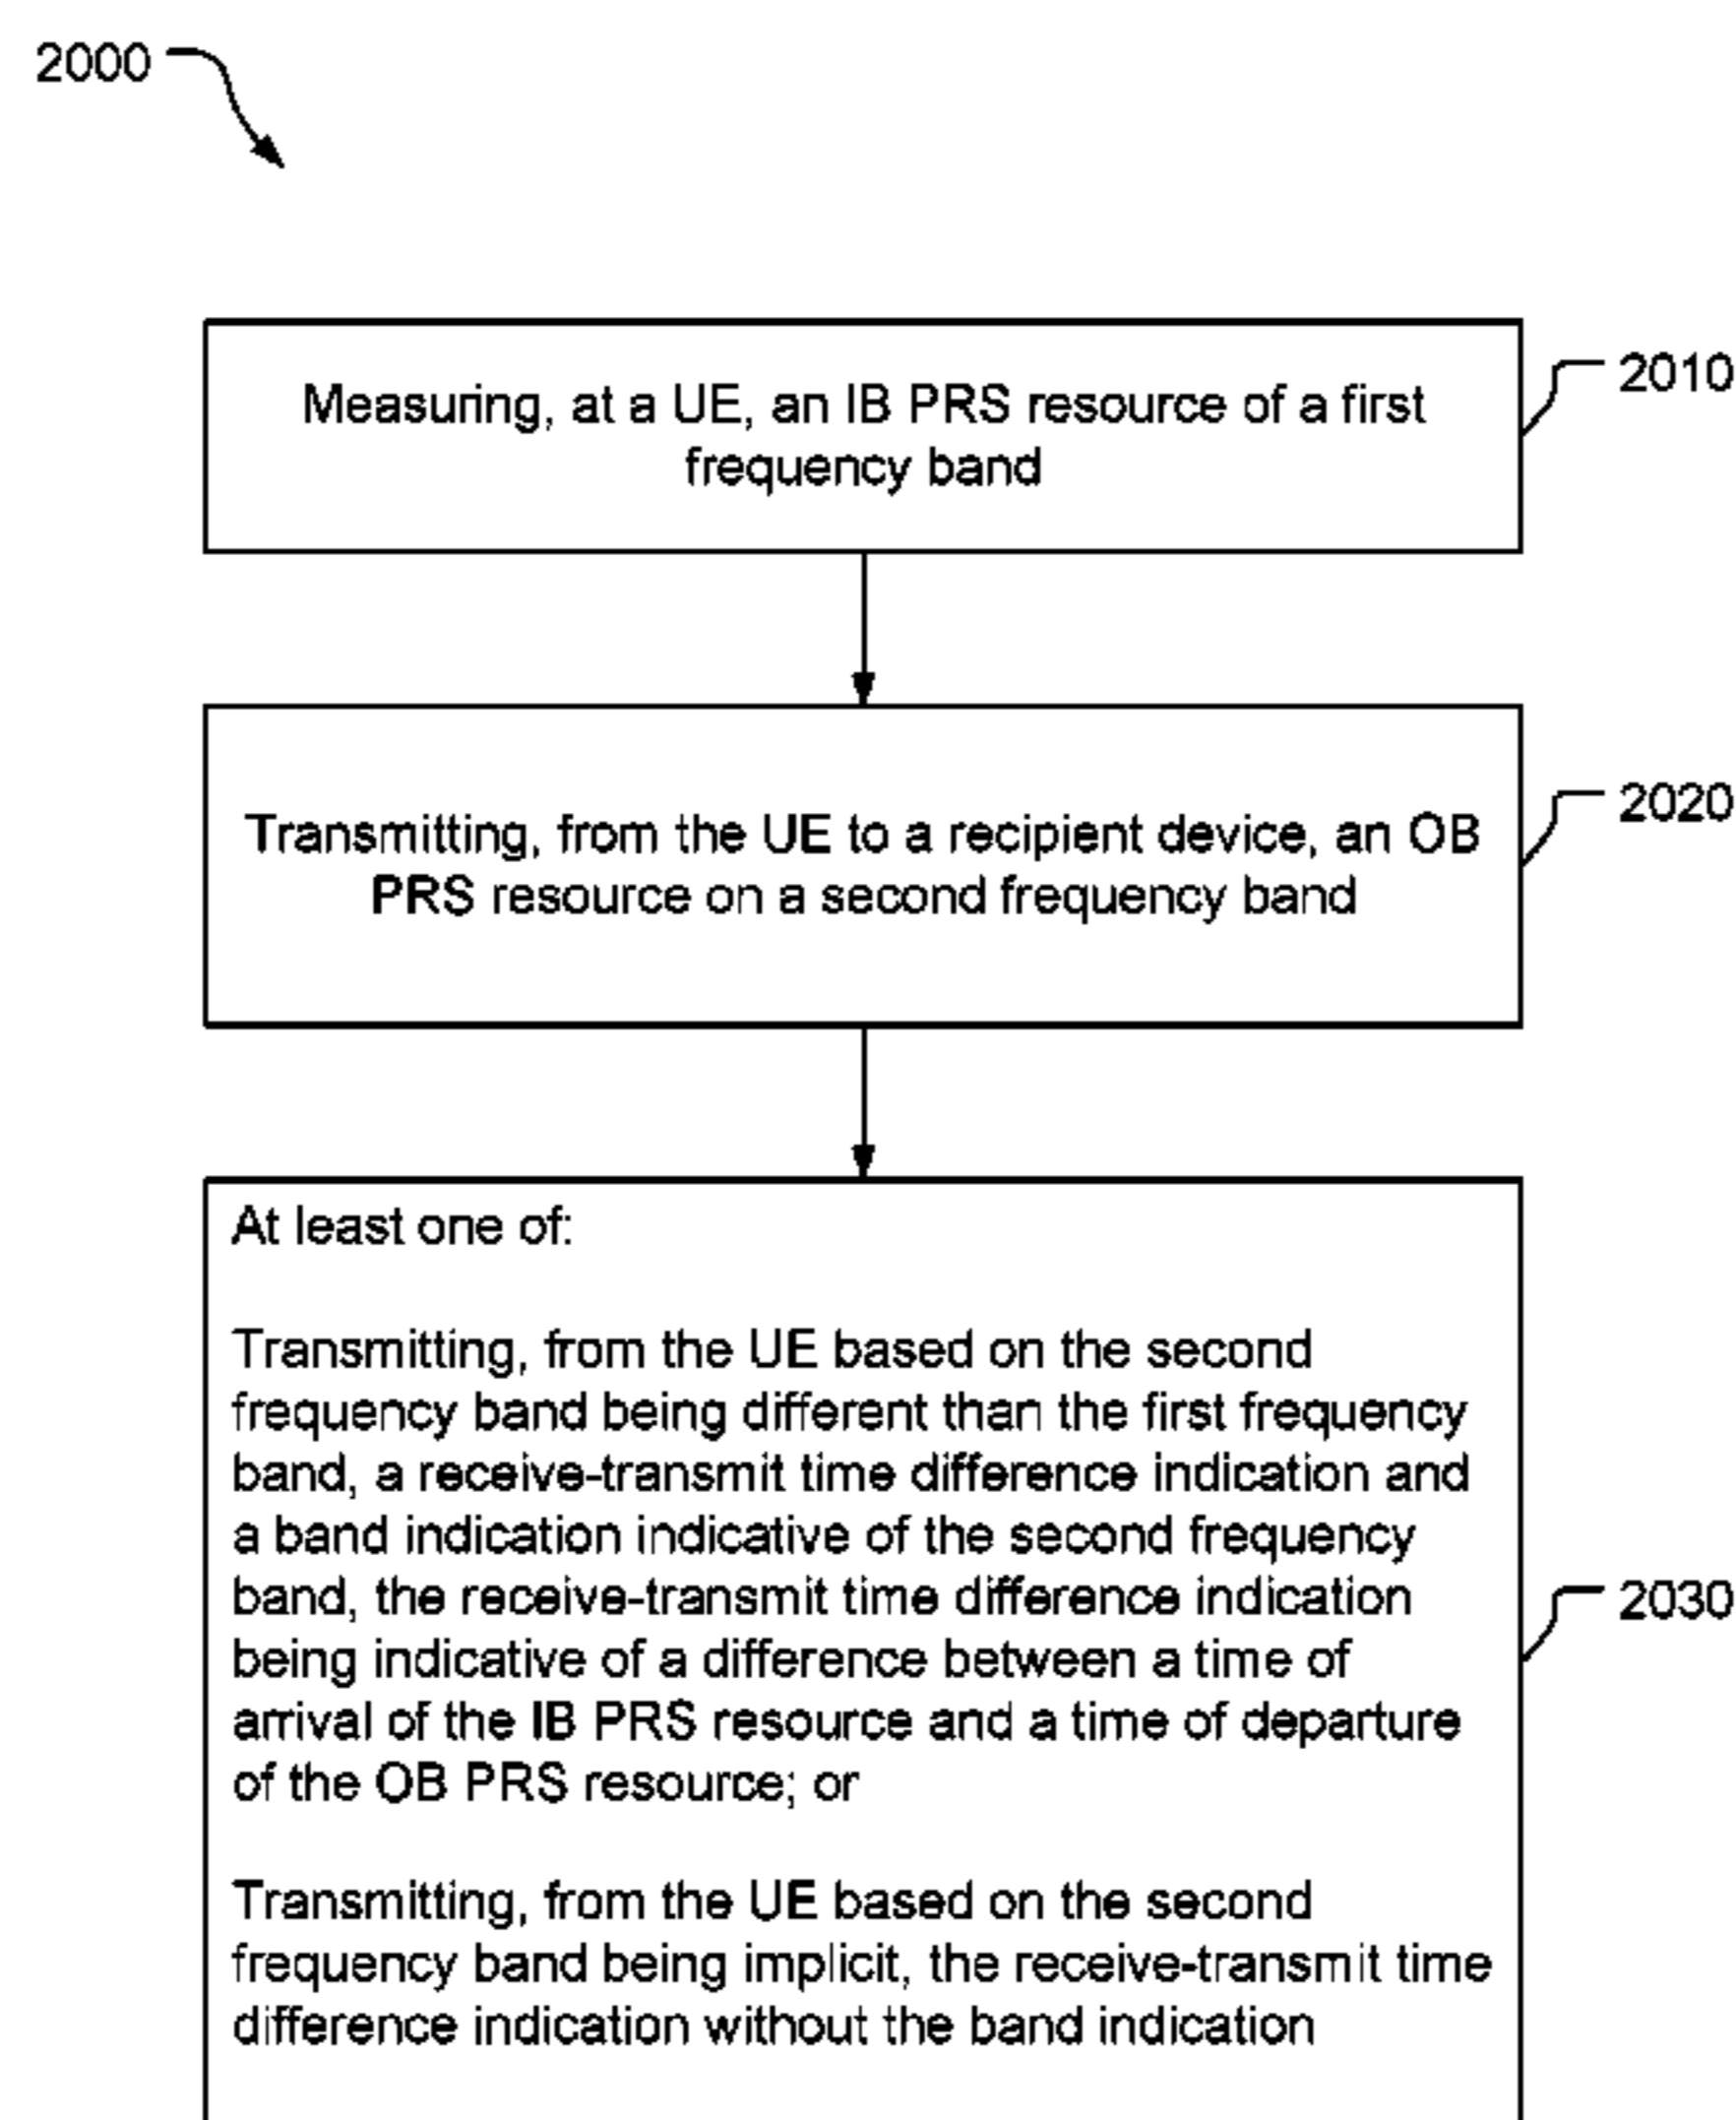 2000
Measuring, at a UE, an IB PRS resource of a first
frequency band
2010
Transmitting, from the UE to a recipient device, an OB
PRS resource on a second frequency band
2020
At least one of:
Transmitting, from the UE based on the second
frequency band being different than the first frequency
band, a receive-transmit time difference indication and
a band indication indicative of the second frequency
band, the receive-transmit time difference indication
being indicative of a difference between a time of
arrival of the IB PRS resource and a time of departure
of the OB PRS resource; or
Transmitting, from the UE based on the second
frequency band being implicit, the receive-transmit time
difference indication without the band indication
2030